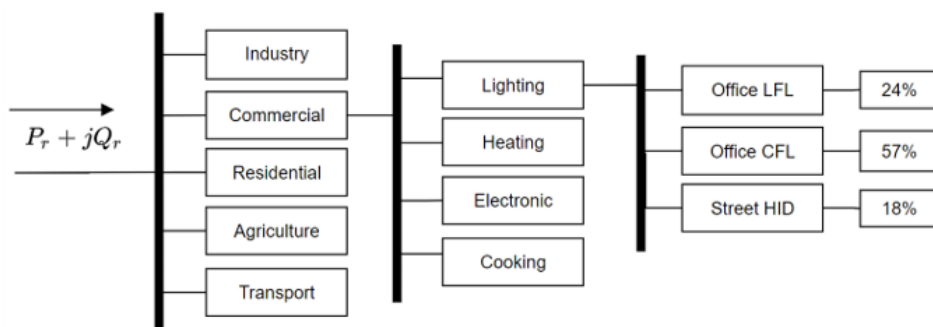 Industry
Commercial
P_r + jQ_r
Residential
Agriculture
Transport
Lighting
Heating
Electronic
Cooking
Office LFL 24%
Office CFL 57%
Street HID 18%